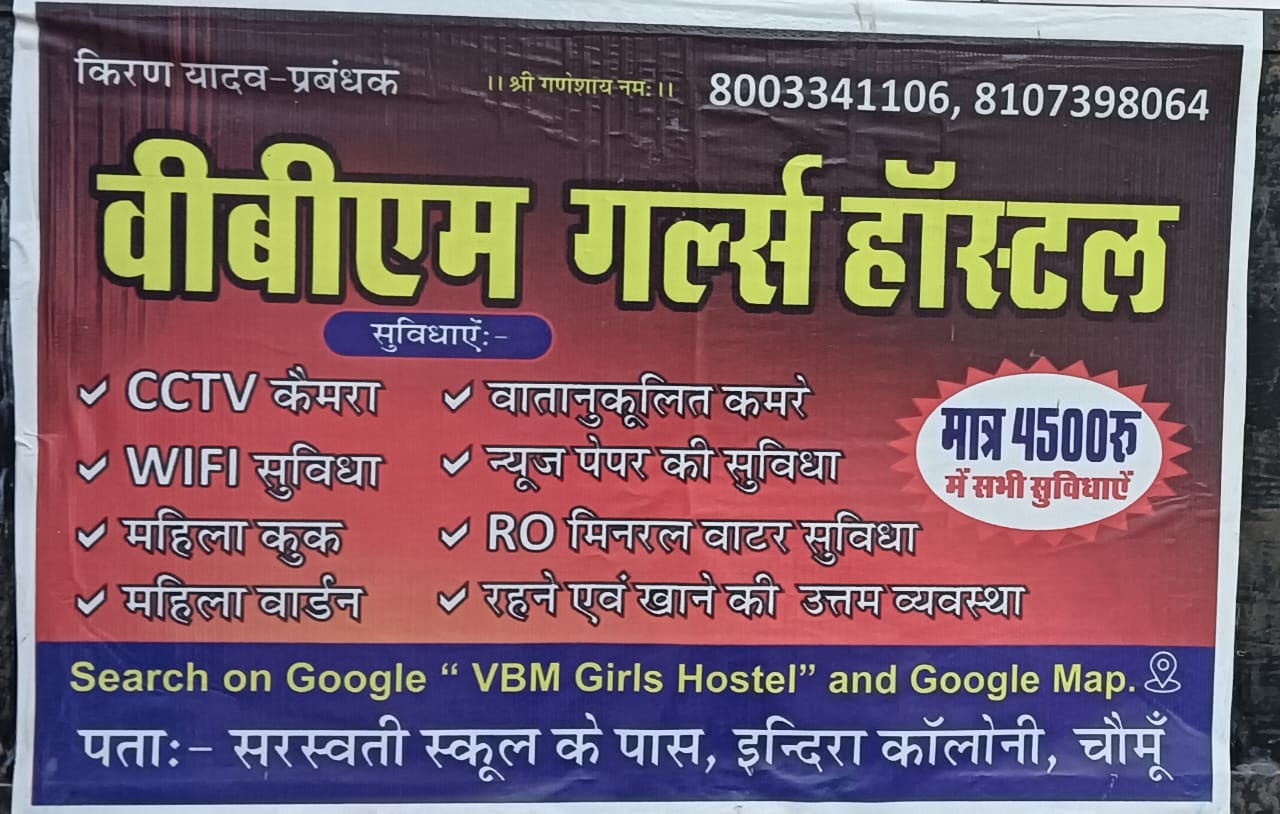 किरण यादव-प्रबंधक
।। श्री गणेशाय नमः ।।
8003341106, 8107398064
वीबीएम गर्ल्स हॉस्टल
सुविधाऐंः-
CCTV कैमरा
WIFI सुविधा
महिला कुक
महिला वार्डन
वातानुकूलित कमरे
न्यूज पेपर की सुविधा
RO मिनरल वाटर सुविधा
रहने एवं खाने की उत्तम व्यवस्था
मात्र 4500रु
में सभी सुविधाऐं
Search on Google “ VBM Girls Hostel” and Google Map.
पताः- सरस्वती स्कूल के पास, इन्दिरा कॉलोनी, चौमूँ